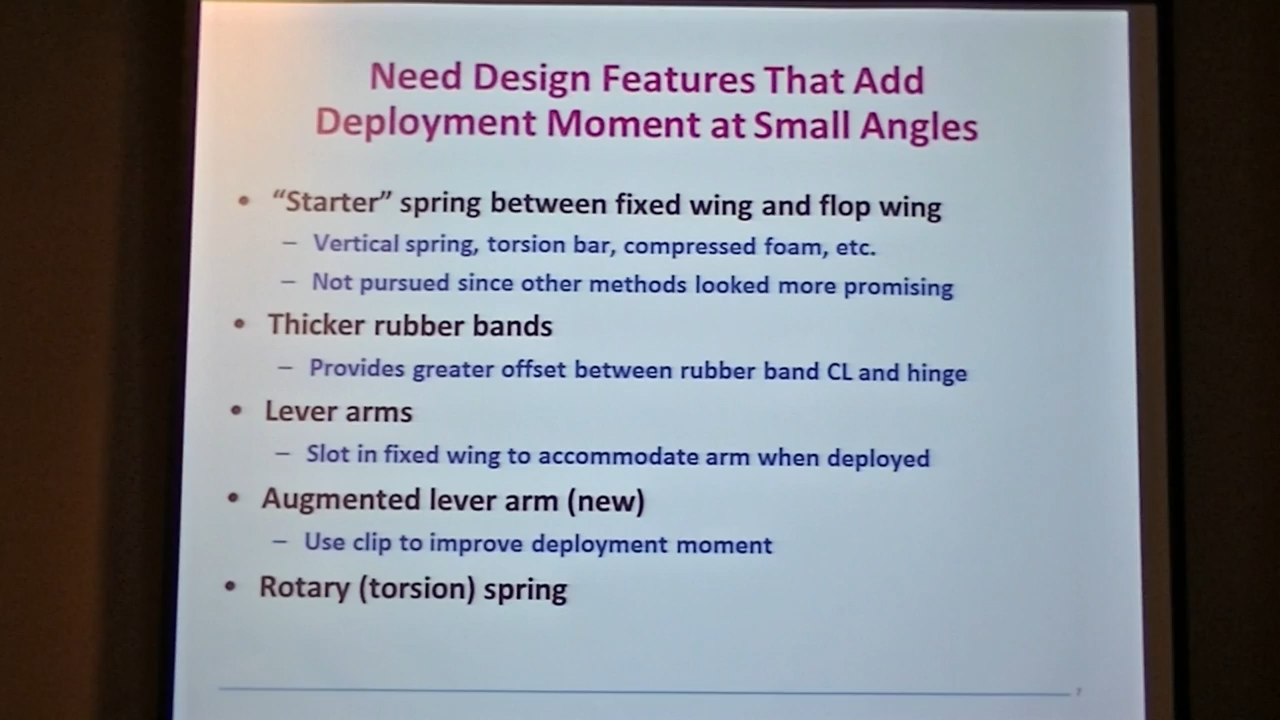 Need Design Features That Add
Deployment Moment at Small Angles
• “Starter” spring between fixed wing and flop wing
– Vertical spring, torsion bar, compressed foam, etc.
– Not pursued since other methods looked more promising
• Thicker rubber bands
– Provides greater offset between rubber band CL and hinge
• Lever arms
– Slot in fixed wing to accommodate arm when deployed
• Augmented lever arm (new)
– Use clip to improve deployment moment
• Rotary (torsion) spring
7